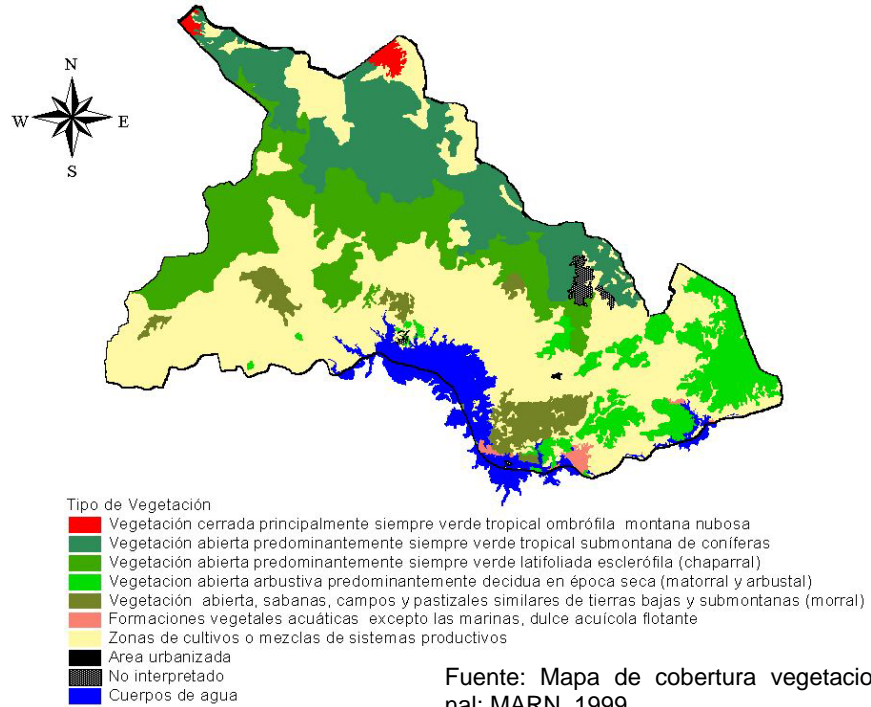 N
W
E
S
Tipo de Vegetación
Vegetación cerrada principalmente siempre verde tropical ombrófila montana nubosa
Vegetación abierta predominantemente siempre verde tropical submontana de coníferas
Vegetación abierta predominantemente siempre verde latifoliada esclerófila (chaparral)
Vegetacion abierta arbustiva predominantemente decidua en época seca (matorral y arbustal)
Vegetación abierta, sabanas, campos y pastizales similares de tierras bajas y submontanas (morral)
Formaciones vegetales acuáticas excepto las marinas, dulce acuícola flotante
Zonas de cultivos o mezclas de sistemas productivos
Area urbanizada
No interpretado
Cuerpos de agua
Fuente: Mapa de cobertura vegetacio
nal; MARN, 1999